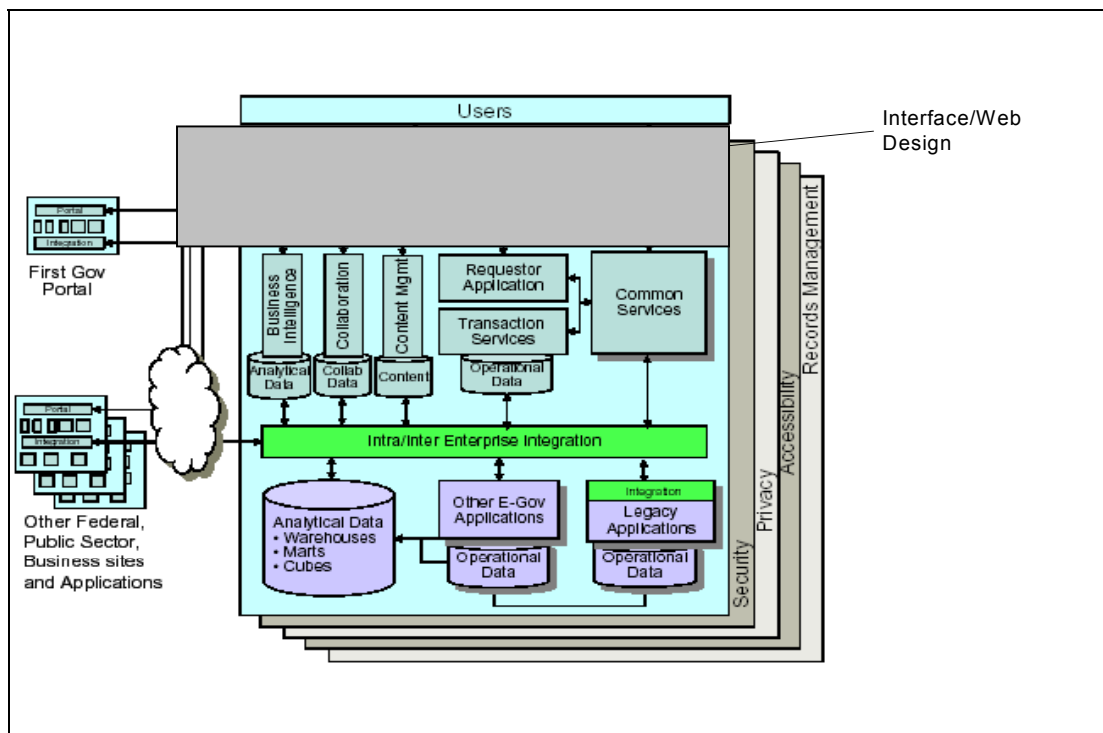 Users
Interface/Web
Design
Portal
Integration
First Gov
Portal
Business
Intelligence
Collaboration
Content Mgmt
Requestor
Application
Transaction
Services
Common
Services
Analytical
Data
Collab
Data
Content
Operational
Data
Portal
Integration
Other Federal,
Public Sector,
Business sites
and Applications
Intra/Inter Enterprise Integration
Analytical Data
• Warehouses
• Marts
• Cubes
Other E-Gov
Applications
Operational
Data
Integration
Legacy
Applications
Operational
Data
Security
Privacy
Accessibility
Records Management